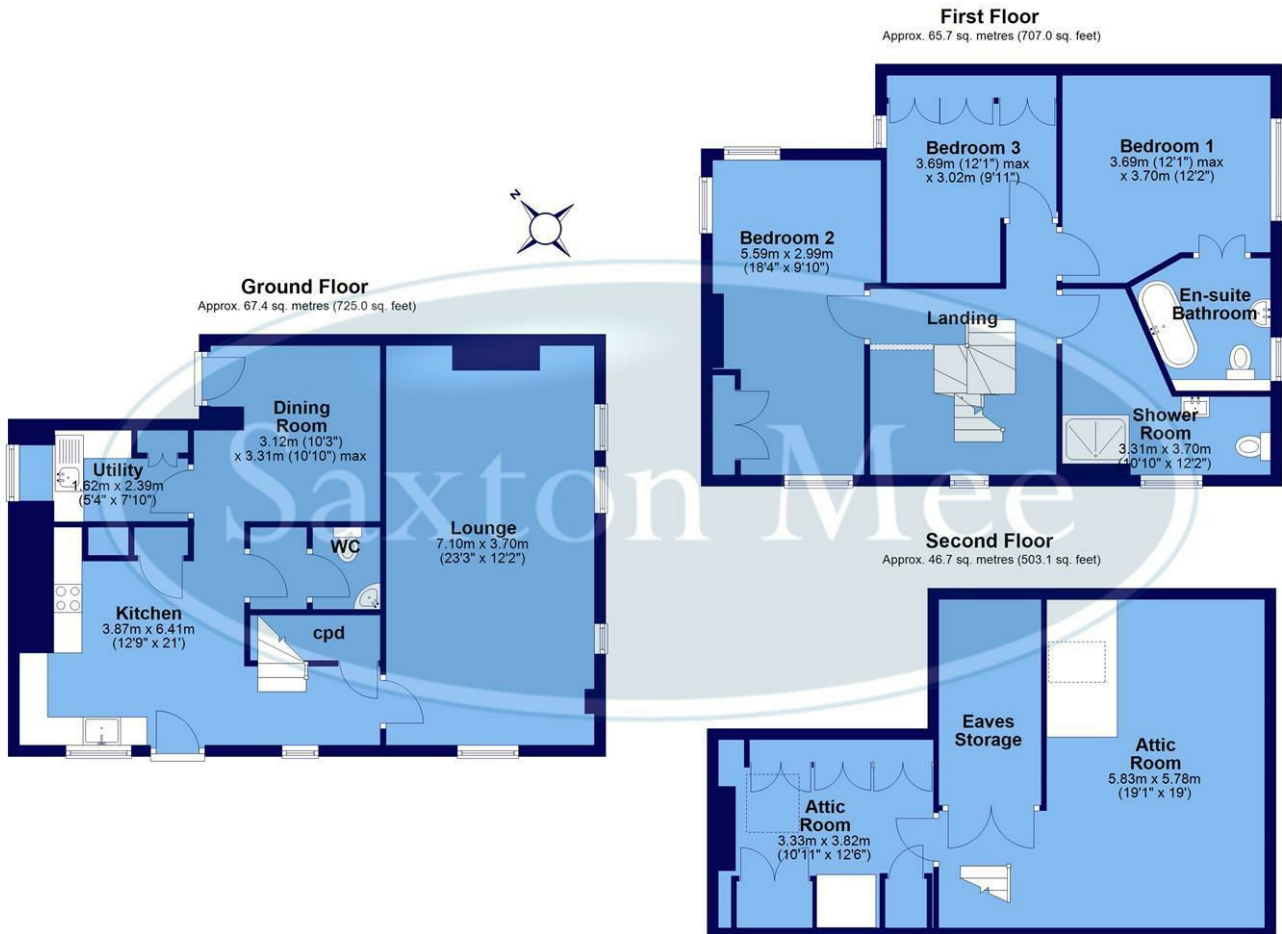 First Floor
Approx. 65.7 sq. metres (707.0 sq. feet)
Bedroom 3
3.69m (12'1") max
x 3.02m (9'11")
Bedroom 1
3.69m (12'1") max
x 3.70m (12'2")
Bedroom 2
5.59m x 2.99m
(18'4" x 9'10")
En-suite
Bathroom
Landing
Shower
Room
3.31m x 3.70m
(10'10" x 12'2")
N
Ground Floor
Approx. 67.4 sq. metres (725.0 sq. feet)
Dining
Room
3.12m (10'3")
x 3.31m (10'10") max
Utility
1.62m x 2.39m
(5'4" x 7'10")
Lounge
7.10m x 3.70m
(23'3" x 12'2")
WC
Kitchen
3.87m x 6.41m
(12'9" x 21')
cpd
Saxton Mee
Second Floor
Approx. 46.7 sq. metres (503.1 sq. feet)
Eaves
Storage
Attic
Room
5.83m x 5.78m
(19'1" x 19')
Attic
Room
3.33m x 3.82m
(10'11" x 12'6")